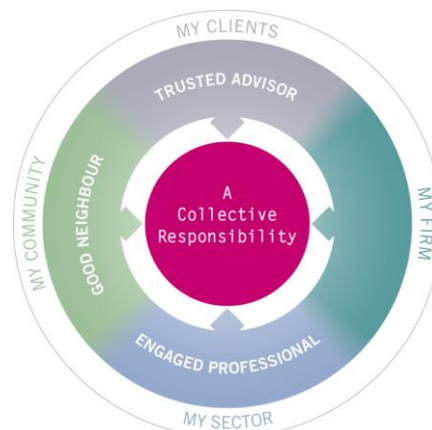 MY CLIENTS
TRUSTED ADVISOR
MY COMMUNITY
GOOD NEIGHBOUR
A
Collective
Responsibility
MY FIRM
ENGAGED PROFESSIONAL
MY SECTOR